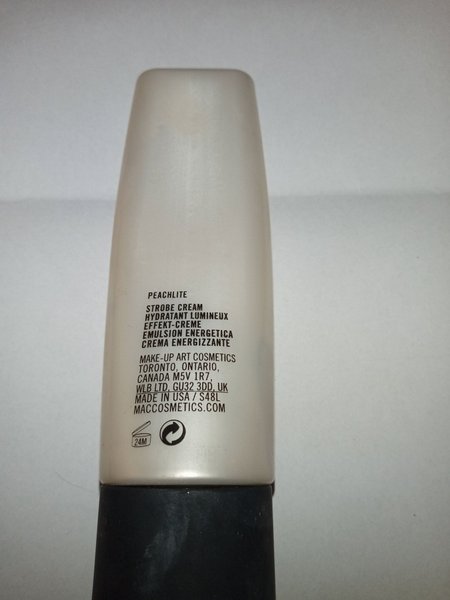 PEACHLITE
STROBE CREAM
HYDRATANT LUMINEUX
EFFEKT-CREME
EMULSION ENERGETICA
CREMA ENERGIZZANTE
MAKE-UP ART COSMETICS
TORONTO, ONTARIO,
CANADA M5V 1R7,
WLB LTD, GU32 3DD, UK
MADE IN USA / S48L
MACCOSMETICS.COM
24M